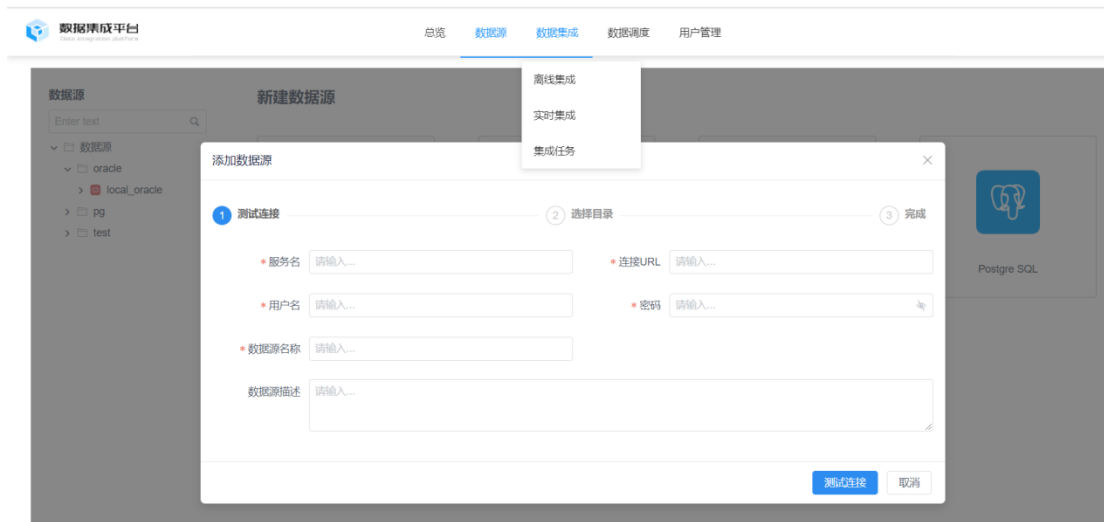 数据集成平台
Data integration platform
总览 数据源 数据集成 数据调度 用户管理
离线集成
实时集成
集成任务
数据源
Enter text
数据源
oracle
local_oracle
pg
test
新建数据源
Postgre SQL
添加数据源
1 测试连接 2 选择目录 3 完成
* 服务名 请输入... * 连接URL 请输入...
* 用户名 请输入... * 密码 请输入...
* 数据源名称 请输入...
数据源描述 请输入...
测试连接 取消